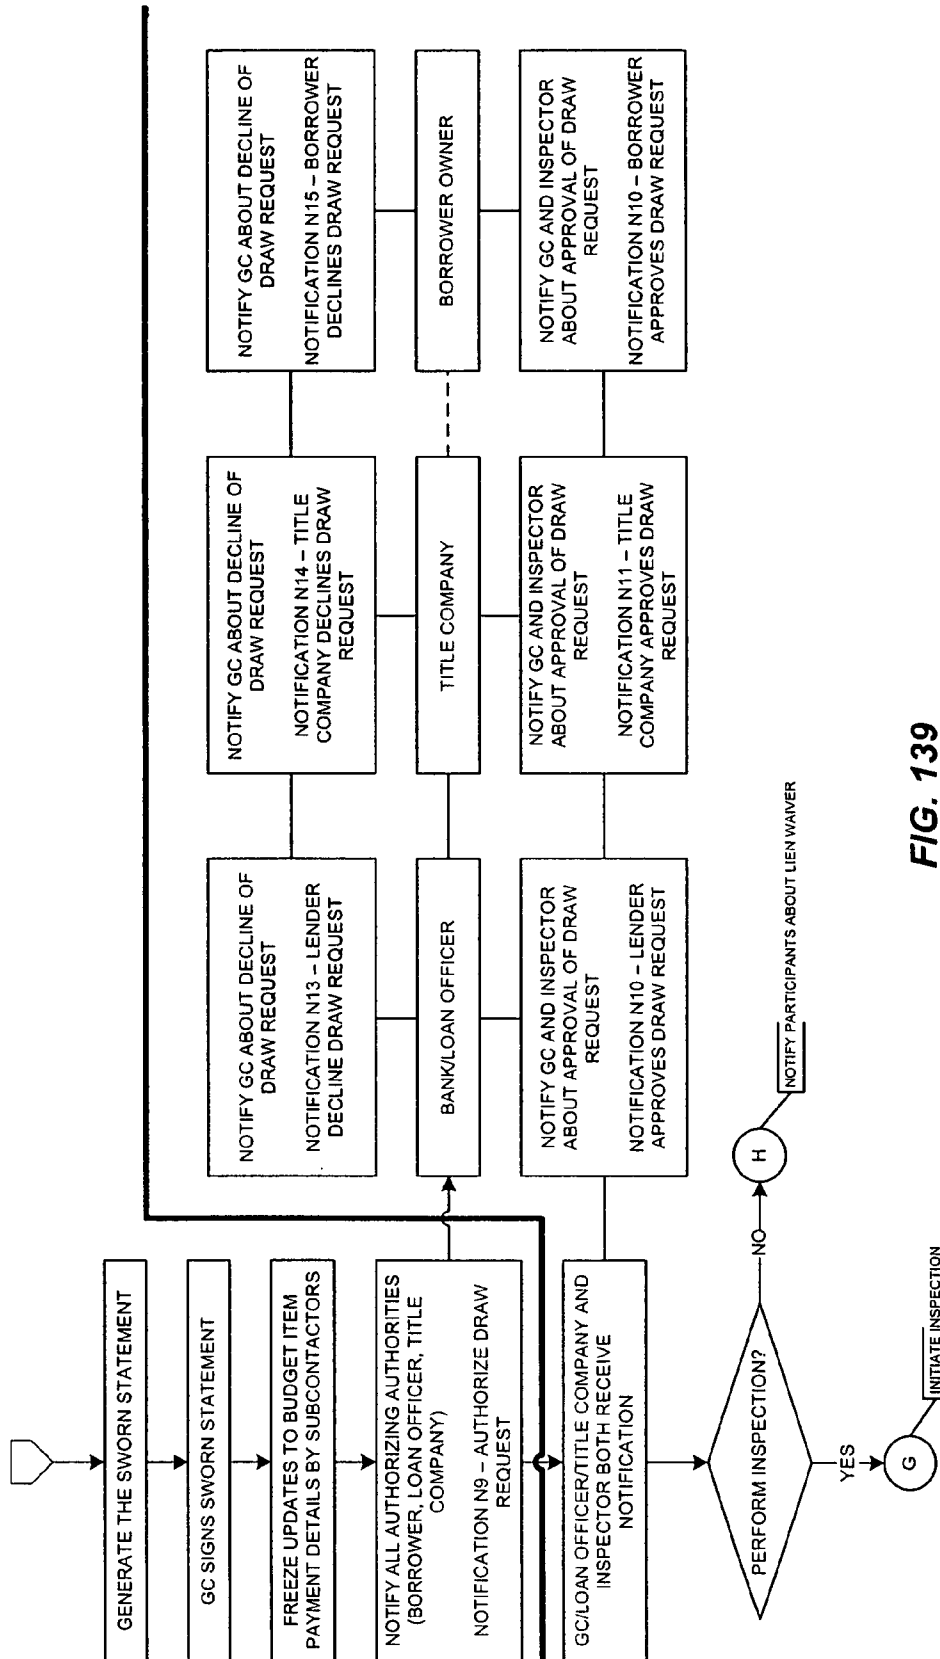 GENERATE THE SWORN STATEMENT
GC SIGNS SWORN STATEMENT
FREEZE UPDATES TO BUDGET ITEM
PAYMENT DETAILS BY SUBCONTACTORS
NOTIFY ALL AUTHORIZING AUTHORITIES
(BORROWER, LOAN OFFICER, TITLE
COMPANY)
NOTIFICATION N9 – AUTHORIZE DRAW
REQUEST
GC/LOAN OFFICER/TITLE COMPANY AND
INSPECTOR BOTH RECEIVE
NOTIFICATION
PERFORM INSPECTION?
YES
G
INITIATE INSPECTION
NO
H
NOTIFY PARTICIPANTS ABOUT LIEN WAIVER
NOTIFY GC ABOUT DECLINE OF
DRAW REQUEST
NOTIFICATION N13 – LENDER
DECLINE DRAW REQUEST
BANK/LOAN OFFICER
NOTIFY GC AND INSPECTOR
ABOUT APPROVAL OF DRAW
REQUEST
NOTIFICATION N10 – LENDER
APPROVES DRAW REQUEST
NOTIFY GC ABOUT DECLINE OF
DRAW REQUEST
NOTIFICATION N14 – TITLE
COMPANY DECLINES DRAW
REQUEST
TITLE COMPANY
NOTIFY GC AND INSPECTOR
ABOUT APPROVAL OF DRAW
REQUEST
NOTIFICATION N11 – TITLE
COMPANY APPROVES DRAW
REQUEST
NOTIFY GC ABOUT DECLINE OF
DRAW REQUEST
NOTIFICATION N15 – BORROWER
DECLINES DRAW REQUEST
BORROWER OWNER
NOTIFY GC AND INSPECTOR
ABOUT APPROVAL OF DRAW
REQUEST
NOTIFICATION N10 – BORROWER
APPROVES DRAW REQUEST
FIG. 139